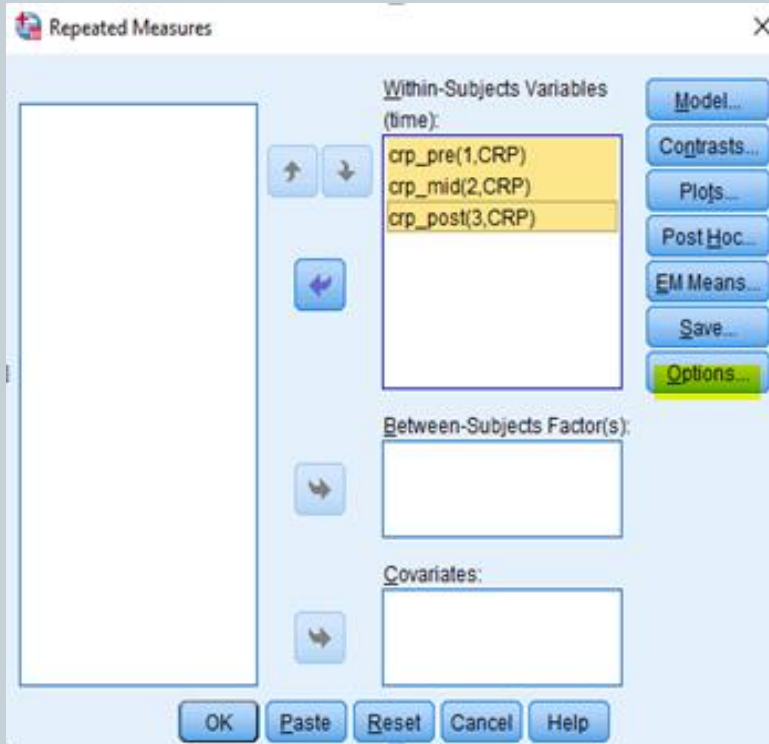 Repeated Measures
Within-Subjects Variables
(time):
crp_pre(1,CRP)
crp_mid(2,CRP)
crp_post(3,CRP)
Model...
Contrasts...
Plots...
Post Hoc...
EM Means...
Save...
Options...
Between-Subjects Factor(s):
Covariates:
OK Paste Reset Cancel Help